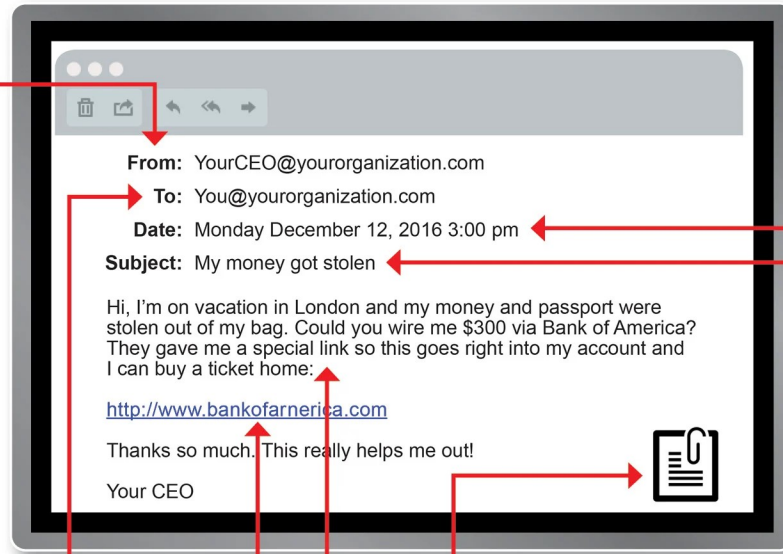 From: YourCEO@yourorganization.com
To: You@yourorganization.com
Date: Monday December 12, 2016 3:00 pm
Subject: My money got stolen
Hi, I'm on vacation in London and my money and passport were
stolen out of my bag. Could you wire me $300 via Bank of America?
They gave me a special link so this goes right into my account and
I can buy a ticket home:
http://www.bankofarnerica.com
Thanks so much. This really helps me out!
Your CEO